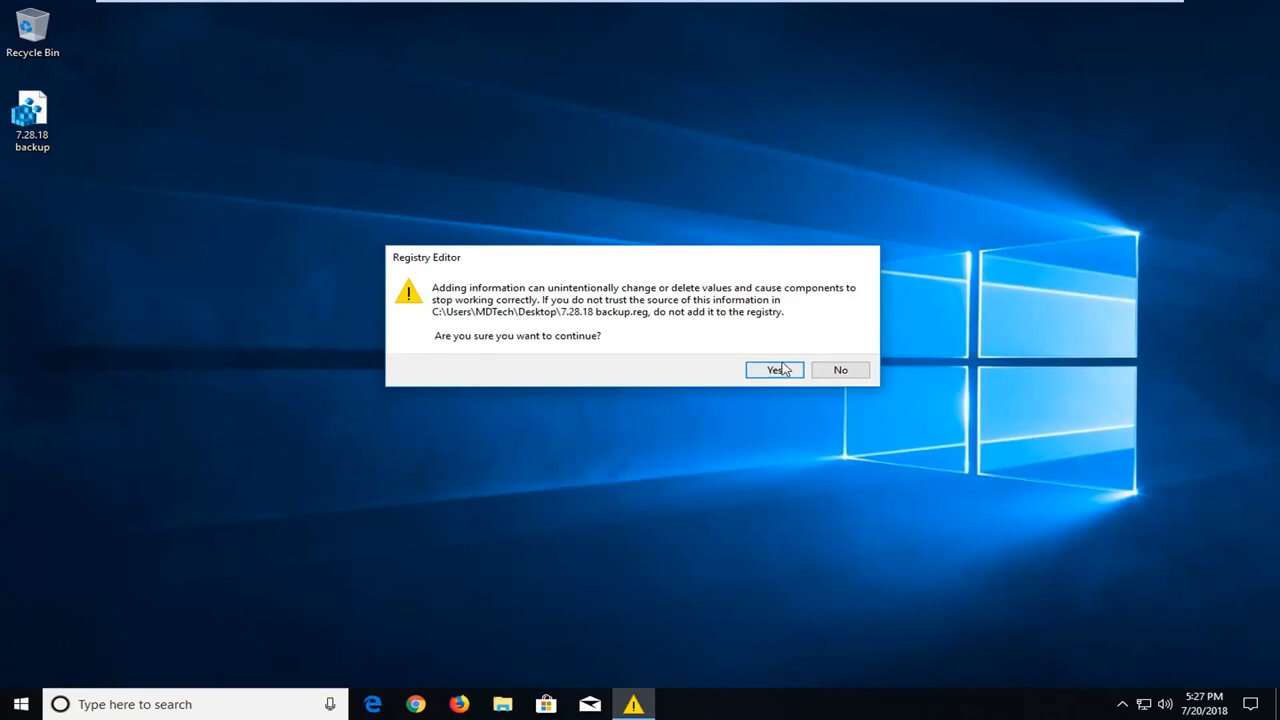 Recycle Bin
7.28.18
backup
Registry Editor
Adding information can unintentionally change or delete values and cause components to
stop working correctly. If you do not trust the source of this information in
C:\Users\MDTech\Desktop\7.28.18 backup.reg, do not add it to the registry.
Are you sure you want to continue?
Yes
No
Type here to search
5:27 PM
7/20/2018